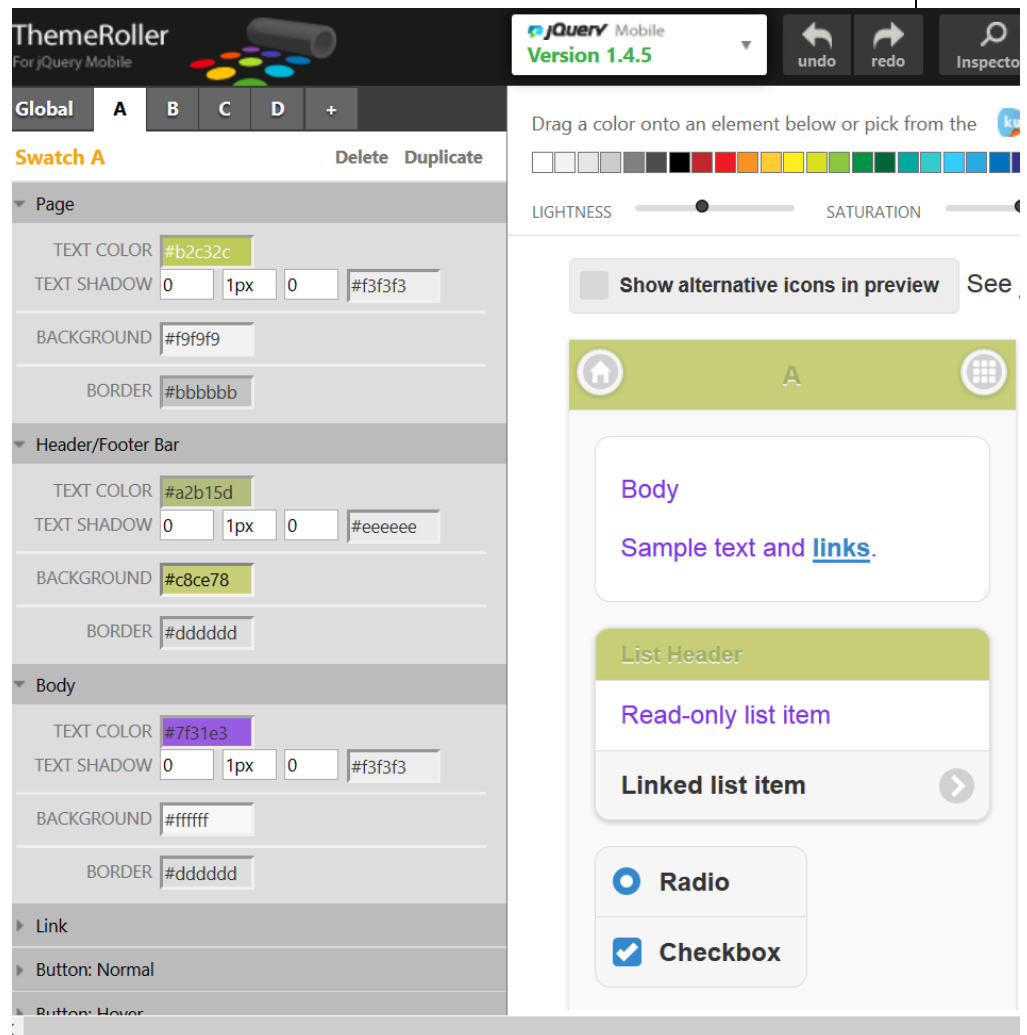 ThemeRoller
For jQuery Mobile
jQuery Mobile
Version 1.4.5
undo
redo
Inspecto
Global A B C D +
Swatch A
Delete Duplicate
Page
TEXT COLOR #b2c32c
TEXT SHADOW 0 1px 0 #f3f3f3
BACKGROUND #f9f9f9
BORDER #bbbbbb
Header/Footer Bar
TEXT COLOR #a2b15d
TEXT SHADOW 0 1px 0 #eeeeee
BACKGROUND #c8ce78
BORDER #dddddd
Body
TEXT COLOR #7f31e3
TEXT SHADOW 0 1px 0 #f3f3f3
BACKGROUND #ffffff
BORDER #dddddd
Link
Button: Normal
Button: Hover
Drag a color onto an element below or pick from the ku
LIGHTNESS
SATURATION
Show alternative icons in preview
See
A
Body
Sample text and links.
List Header
Read-only list item
Linked list item
Radio
Checkbox